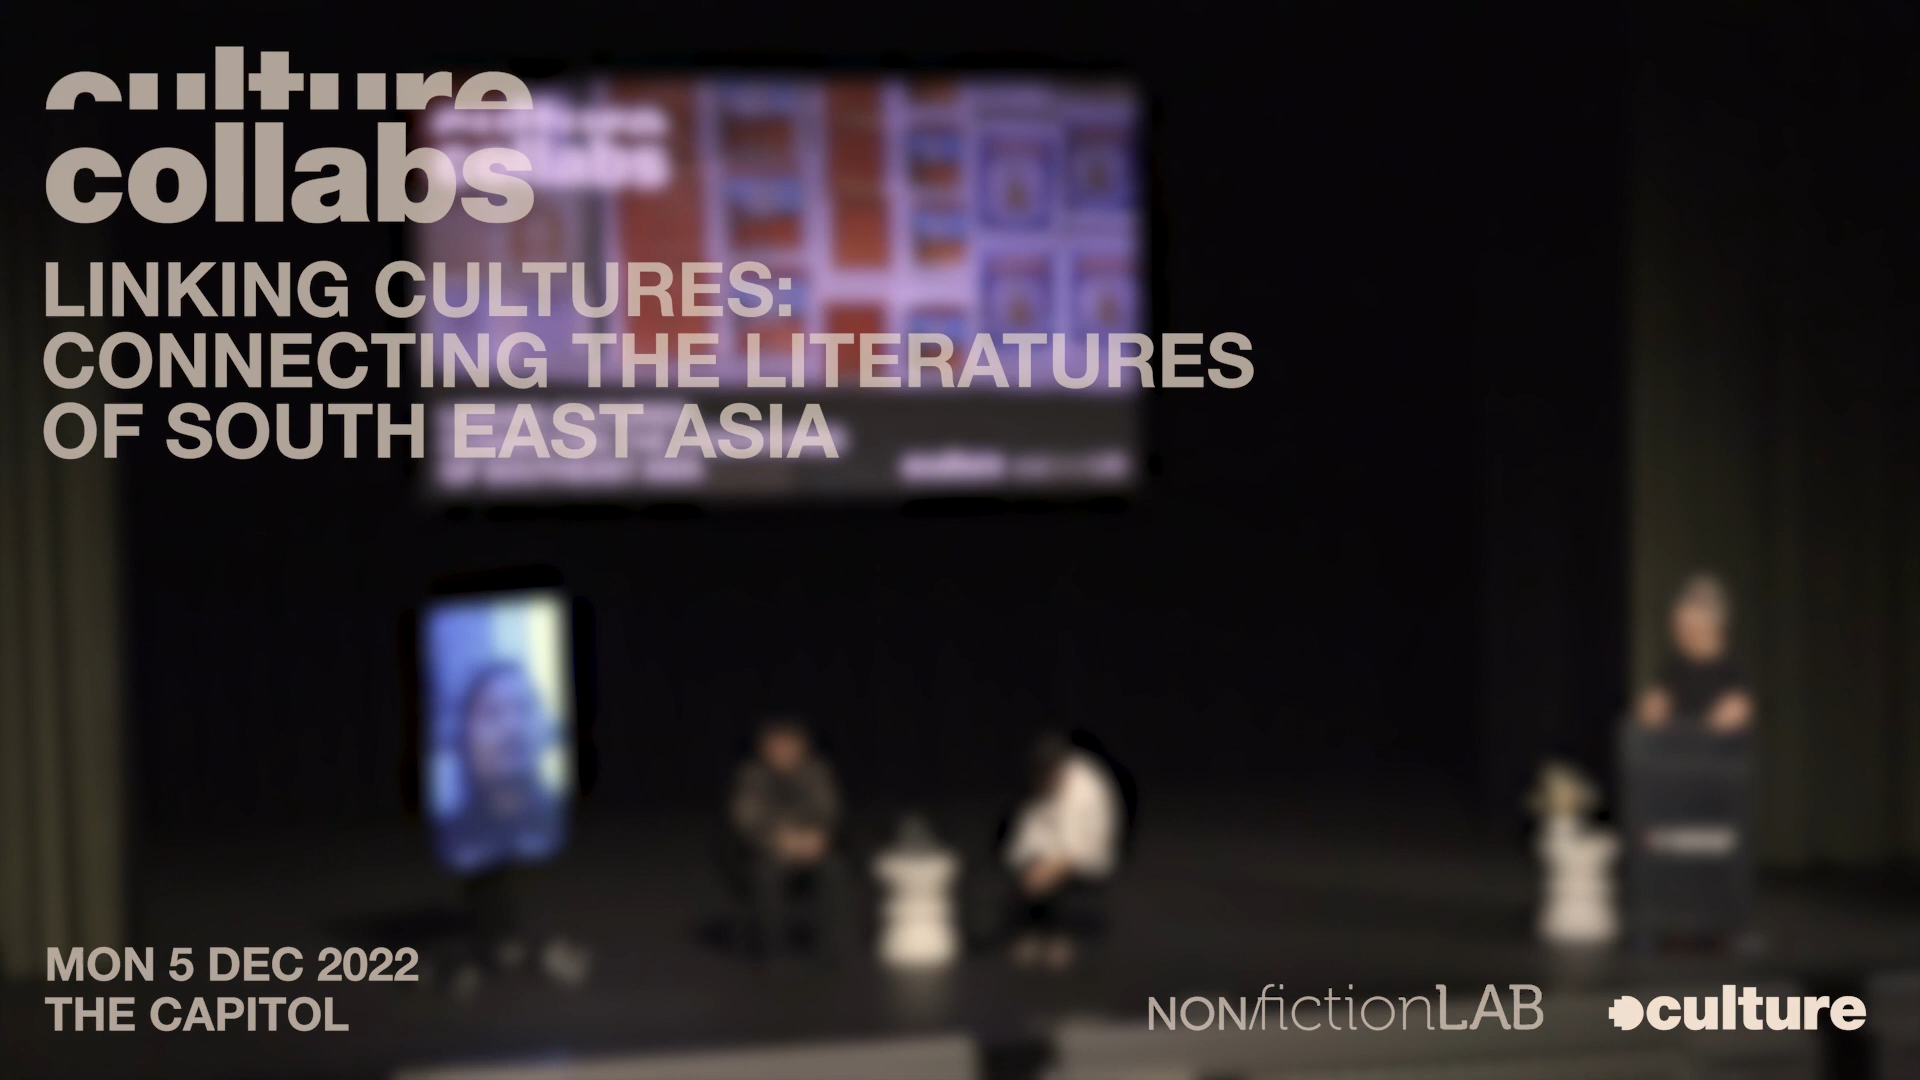 culture
collabs
LINKING CULTURES:
CONNECTING THE LITERATURES
OF SOUTH EAST ASIA
MON 5 DEC 2022
THE CAPITOL
NON/fictionLAB
culture